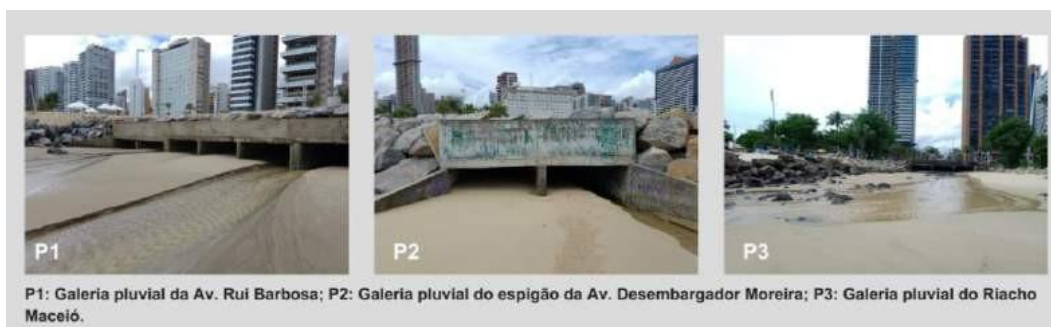 P1
P2
P3
P1: Galeria pluvial da Av. Rui Barbosa; P2: Galeria pluvial do espigão da Av. Desembargador Moreira; P3: Galeria pluvial do Riacho
Maceió.